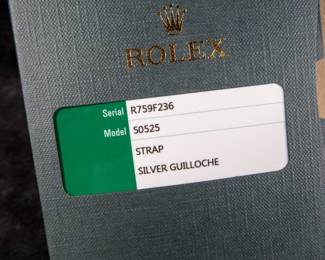 ROLEX
Serial R759F236
Model 50525
STRAP
SILVER GUILLOCHE